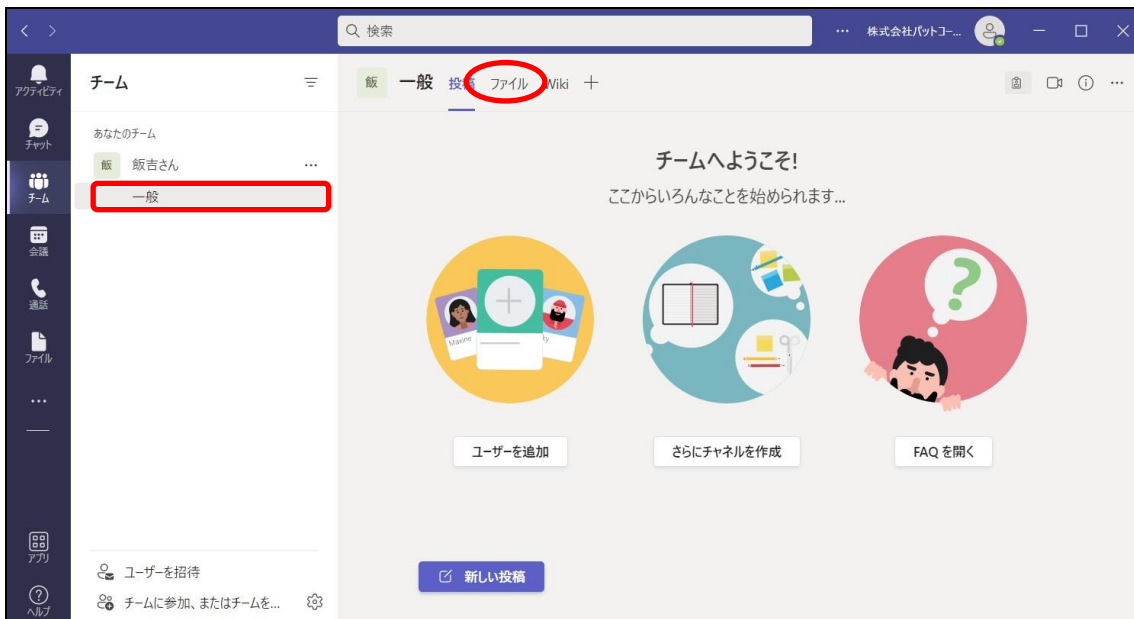 検索
… 株式会社パットコー...
アクティビティ
チャット
チーム
会議
通話
ファイル
アプリ
ヘルプ
チーム
あなたのチーム
飯 飯吉さん …
一般
ユーザーを招待
チームに参加、またはチームを...
飯 一般 投稿 ファイル Wiki
チームへようこそ!
ここからいろんなことを始められます...
Maxine
ユーザーを追加 さらにチャネルを作成 FAQ を開く
新しい投稿